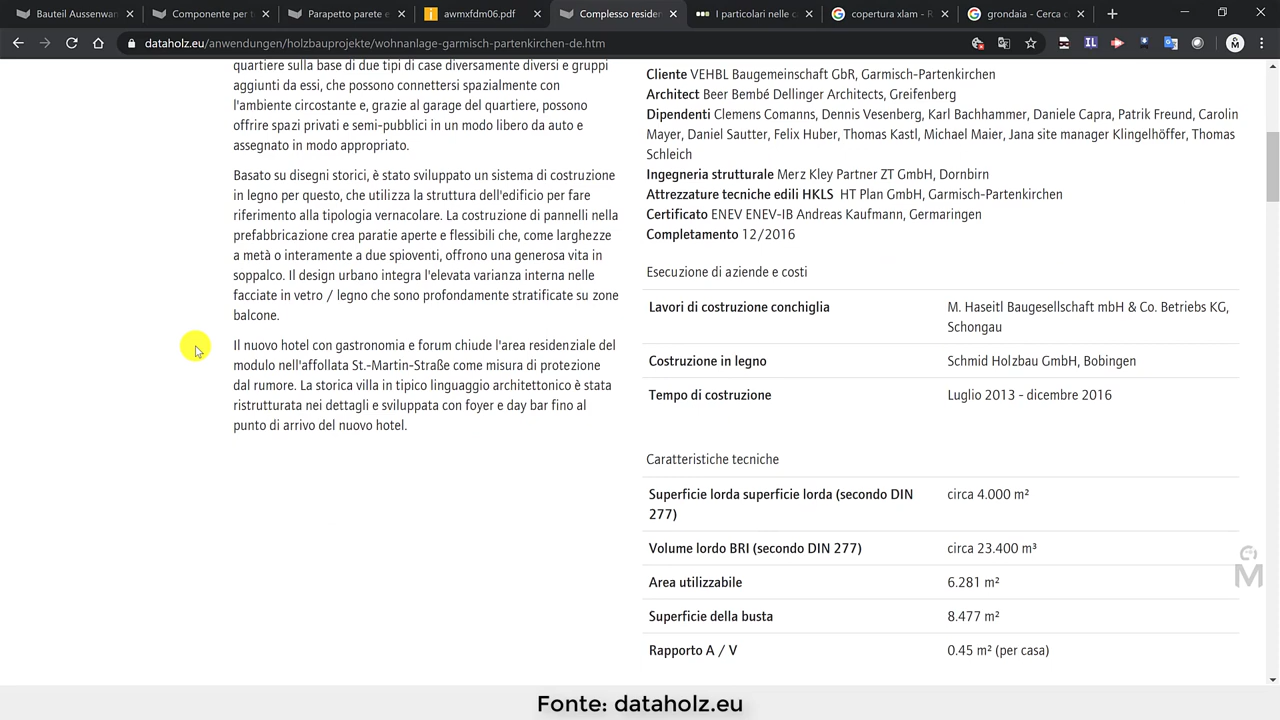 Bauteil Aussenwan
Componente per t
Parapetto parete e
awmxfdm06.pdf
Complesso reside
I particolari nelle c
copertura xlam - R
grondaia - Cerca c
dataholz.eu/anwendungen/holzbauprojekte/wohnanlage-garmisch-partenkirchen-de.htm
quartiere sulla base di due tipi di case diversamente diversi e gruppi
aggiunti da essi, che possono connettersi spazialmente con
l'ambiente circostante e, grazie al garage del quartiere, possono
offrire spazi privati e semi-pubblici in un modo libero da auto e
assegnato in modo appropriato.
Basato su disegni storici, è stato sviluppato un sistema di costruzione
in legno per questo, che utilizza la struttura dell'edificio per fare
riferimento alla tipologia vernacolare. La costruzione di pannelli nella
prefabbricazione crea paratie aperte e flessibili che, come larghezze
a metà o interamente a due spioventi, offrono una generosa vita in
soppalco. Il design urbano integra l'elevata varianza interna nelle
facciate in vetro / legno che sono profondamente stratificate su zone
balcone.
Il nuovo hotel con gastronomia e forum chiude l'area residenziale del
modulo nell'affollata St.-Martin-Straße come misura di protezione
dal rumore. La storica villa in tipico linguaggio architettonico è stata
ristrutturata nei dettagli e sviluppata con foyer e day bar fino al
punto di arrivo del nuovo hotel.
Cliente VEHBL Baugemeinschaft GbR, Garmisch-Partenkirchen
Architect Beer Bembé Dellinger Architects, Greifenberg
Dipendenti Clemens Comanns, Dennis Vesenberg, Karl Bachhammer, Daniele Capra, Patrik Freund, Carolin
Mayer, Daniel Sautter, Felix Huber, Thomas Kastl, Michael Maier, Jana site manager Klingelhöffer, Thomas
Schleich
Ingegneria strutturale Merz Kley Partner ZT GmbH, Dornbirn
Attrezzature tecniche edili HKLS HT Plan GmbH, Garmisch-Partenkirchen
Certificato ENEV ENEV-IB Andreas Kaufmann, Germaringen
Completamento 12/2016
Esecuzione di aziende e costi
Lavori di costruzione conchiglia M. Haseitl Baugesellschaft mbH & Co. Betriebs KG,
Schongau
Costruzione in legno Schmid Holzbau GmbH, Bobingen
Tempo di costruzione Luglio 2013 - dicembre 2016
Caratteristiche tecniche
Superficie lorda superficie lorda (secondo DIN circa 4.000 m²
277)
Volume lordo BRI (secondo DIN 277) circa 23.400 m³
Area utilizzabile 6.281 m²
Superficie della busta 8.477 m²
Rapporto A / V 0.45 m² (per casa)
M
Fonte: dataholz.eu